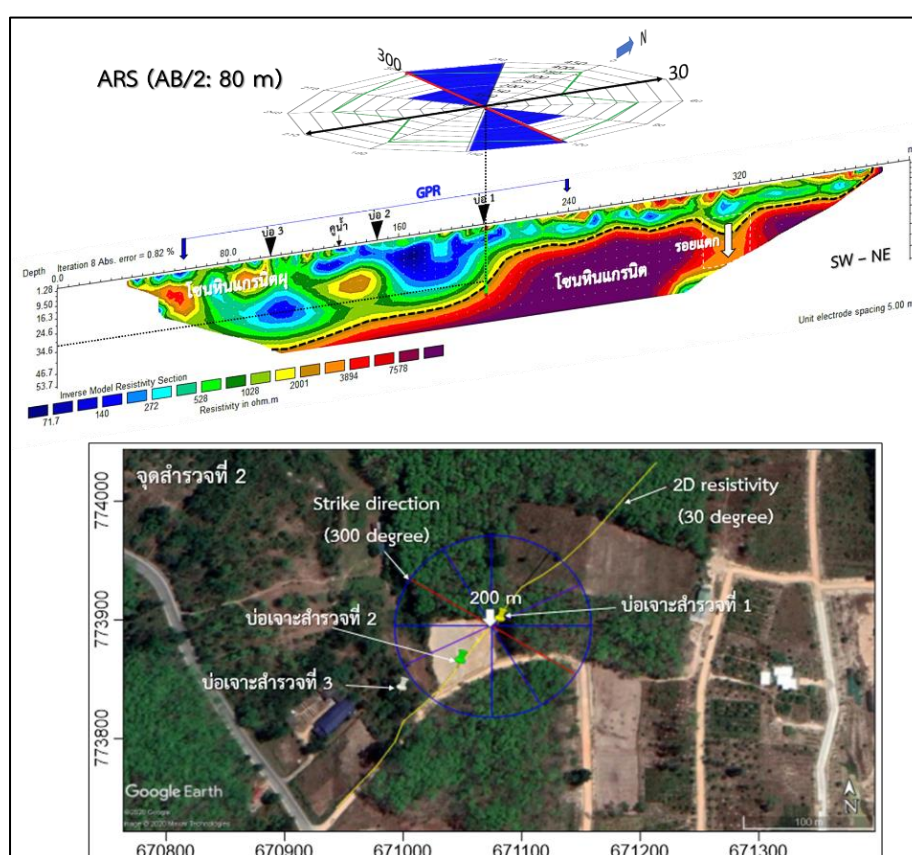 ARS (AB/2: 80 m)
300
N
30
GPR
m
320
240
บ่อ 1
160
บ่อ 2
คูน้ำ
บ่อ 3
80.0
0.0
Depth
Iteration 8 Abs. error = 0.82 %
1.28
9.50
16.3
24.6
34.6
46.7
53.7
โซนหินแกรนิตผุ
โซนหินแกรนิต
รอยแตก
SW – NE
Unit electrode spacing 5.00 m
Inverse Model Resistivity Section
71.7
140
272
528
1028
2001
3894
7578
Resistivity in ohm.m
จุดสำรวจที่ 2
Strike direction
(300 degree)
2D resistivity
(30 degree)
200 m
บ่อเจาะสำรวจที่ 1
บ่อเจาะสำรวจที่ 2
บ่อเจาะสำรวจที่ 3
774000
773900
773800
Google Earth
©2020 Google
Image © 2020 Maxar Technologies
N
100 m
670800
670900
671000
671100
671200
671300